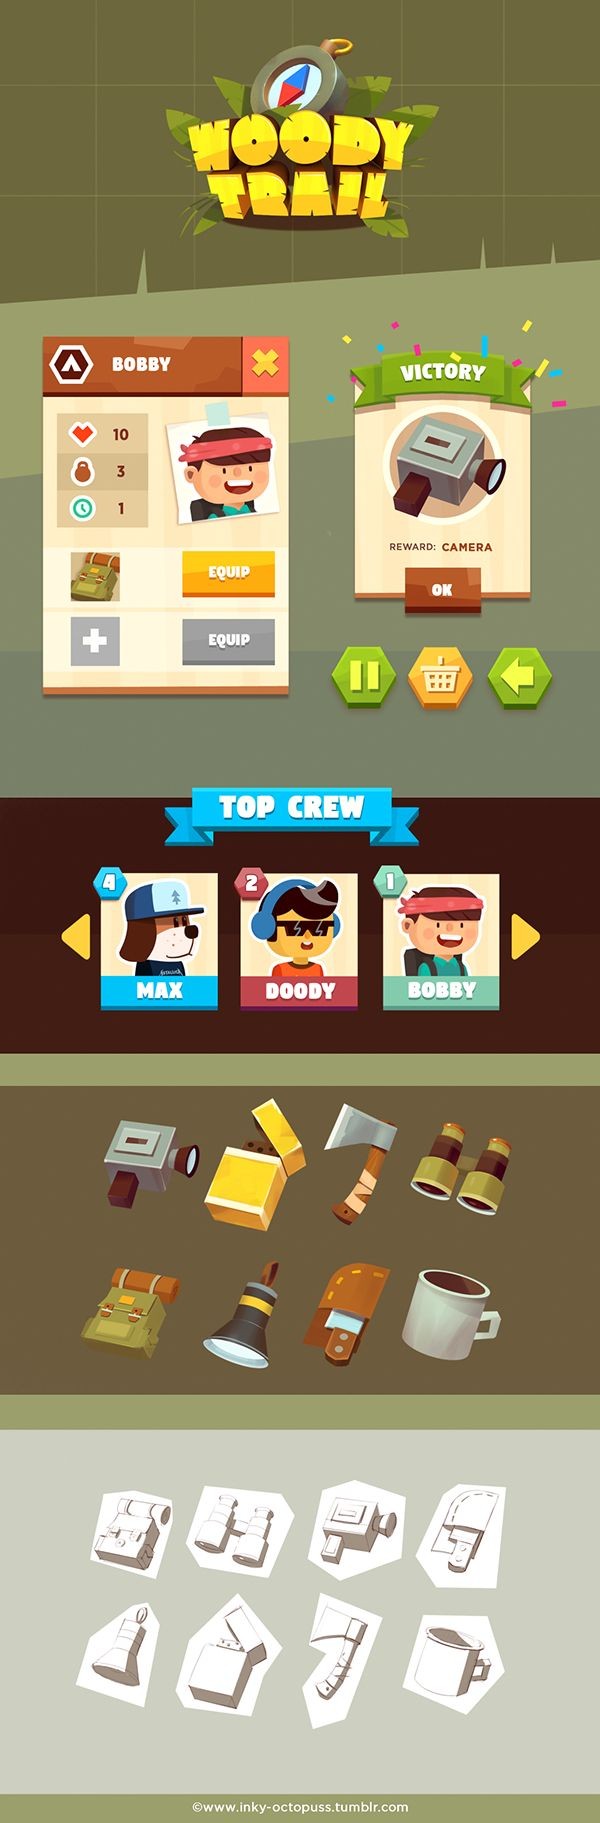 WOODY
TRAIL
BOBBY
10
3
1
EQUIP
EQUIP
VICTORY
REWARD: CAMERA
OK
TOP CREW
4
2
1
MAX
DOODY
BOBBY
©www.inky-octopuss.tumblr.com